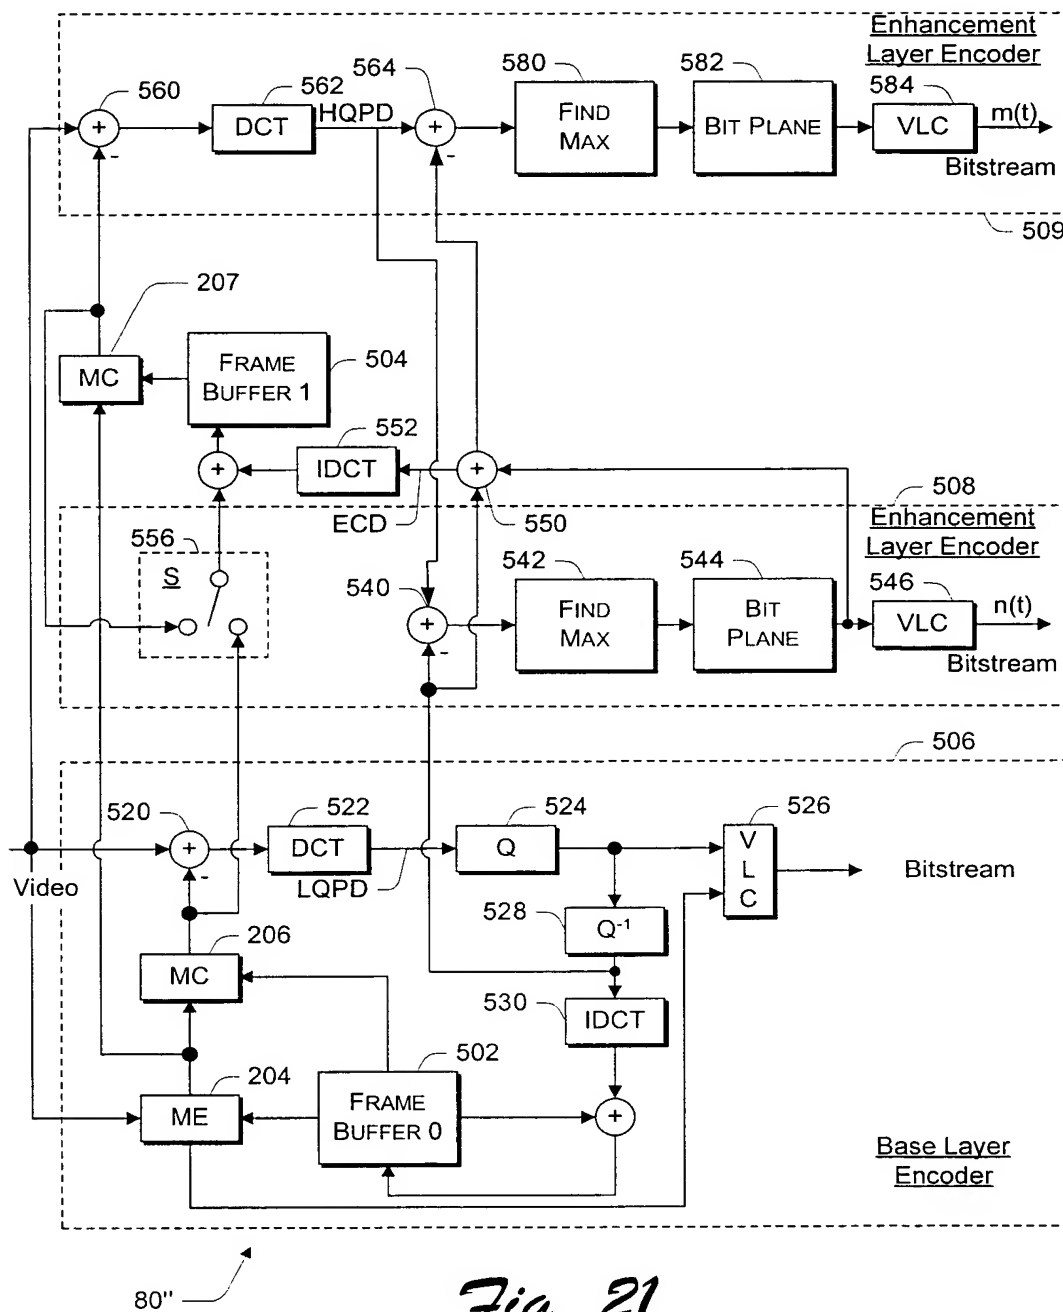 Enhancement
Layer Encoder
560
562
564
580
582
584
+
DCT
HQPD
+
FIND
MAX
BIT PLANE
VLC
m(t)
-
-
Bitstream
509
207
MC
FRAME
BUFFER 1
504
552
+
IDCT
+
ECD
550
508
Enhancement
Layer Encoder
556
S
540
542
544
546
+
FIND
MAX
BIT
PLANE
VLC
n(t)
-
Bitstream
506
520
522
524
526
+
DCT
Q
V
L
C
Video
-
LQPD
Bitstream
528
Q-1
206
MC
530
IDCT
502
204
ME
FRAME
BUFFER 0
+
Base Layer
Encoder
80"
Fig. 21